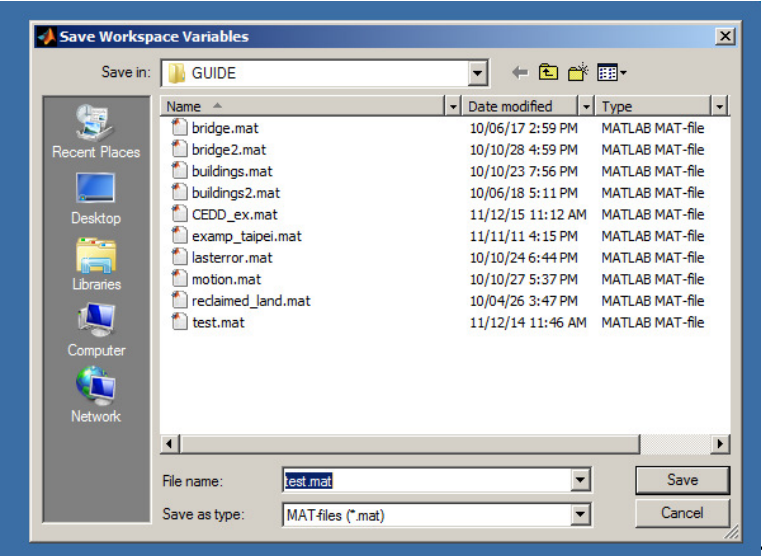 Save Workspace Variables
Save in: GUIDE
Name Date modified Type
bridge.mat 10/06/17 2:59 PM MATLAB MAT-file
bridge2.mat 10/10/28 4:59 PM MATLAB MAT-file
buildings.mat 10/10/23 7:56 PM MATLAB MAT-file
buildings2.mat 10/06/18 5:11 PM MATLAB MAT-file
CEDD_ex.mat 11/12/15 11:12 AM MATLAB MAT-file
examp_taipei.mat 11/11/11 4:15 PM MATLAB MAT-file
lasterror.mat 10/10/24 6:44 PM MATLAB MAT-file
motion.mat 10/10/27 5:37 PM MATLAB MAT-file
reclaimed_land.mat 10/04/26 3:47 PM MATLAB MAT-file
test.mat 11/12/14 11:46 AM MATLAB MAT-file
Recent Places
Desktop
Libraries
Computer
Network
File name: test.mat Save
Save as type: MAT-files (*.mat) Cancel